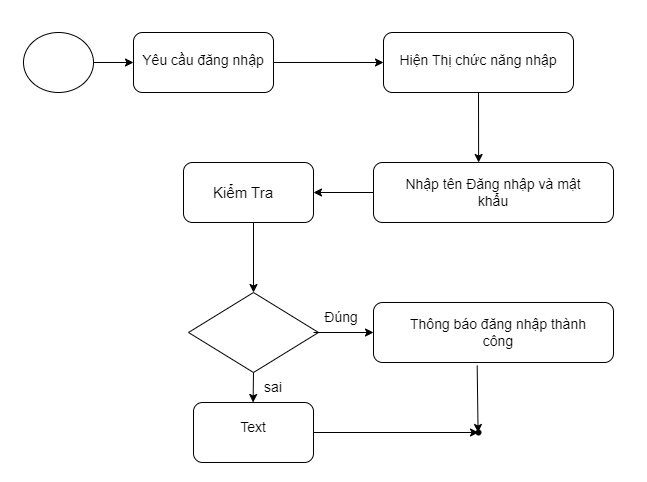 Yêu cầu đăng nhập
Hiện Thị chức năng nhập
Nhập tên Đăng nhập và mật
khẩu
Kiểm Tra
Đúng
Thông báo đăng nhập thành
công
sai
Text